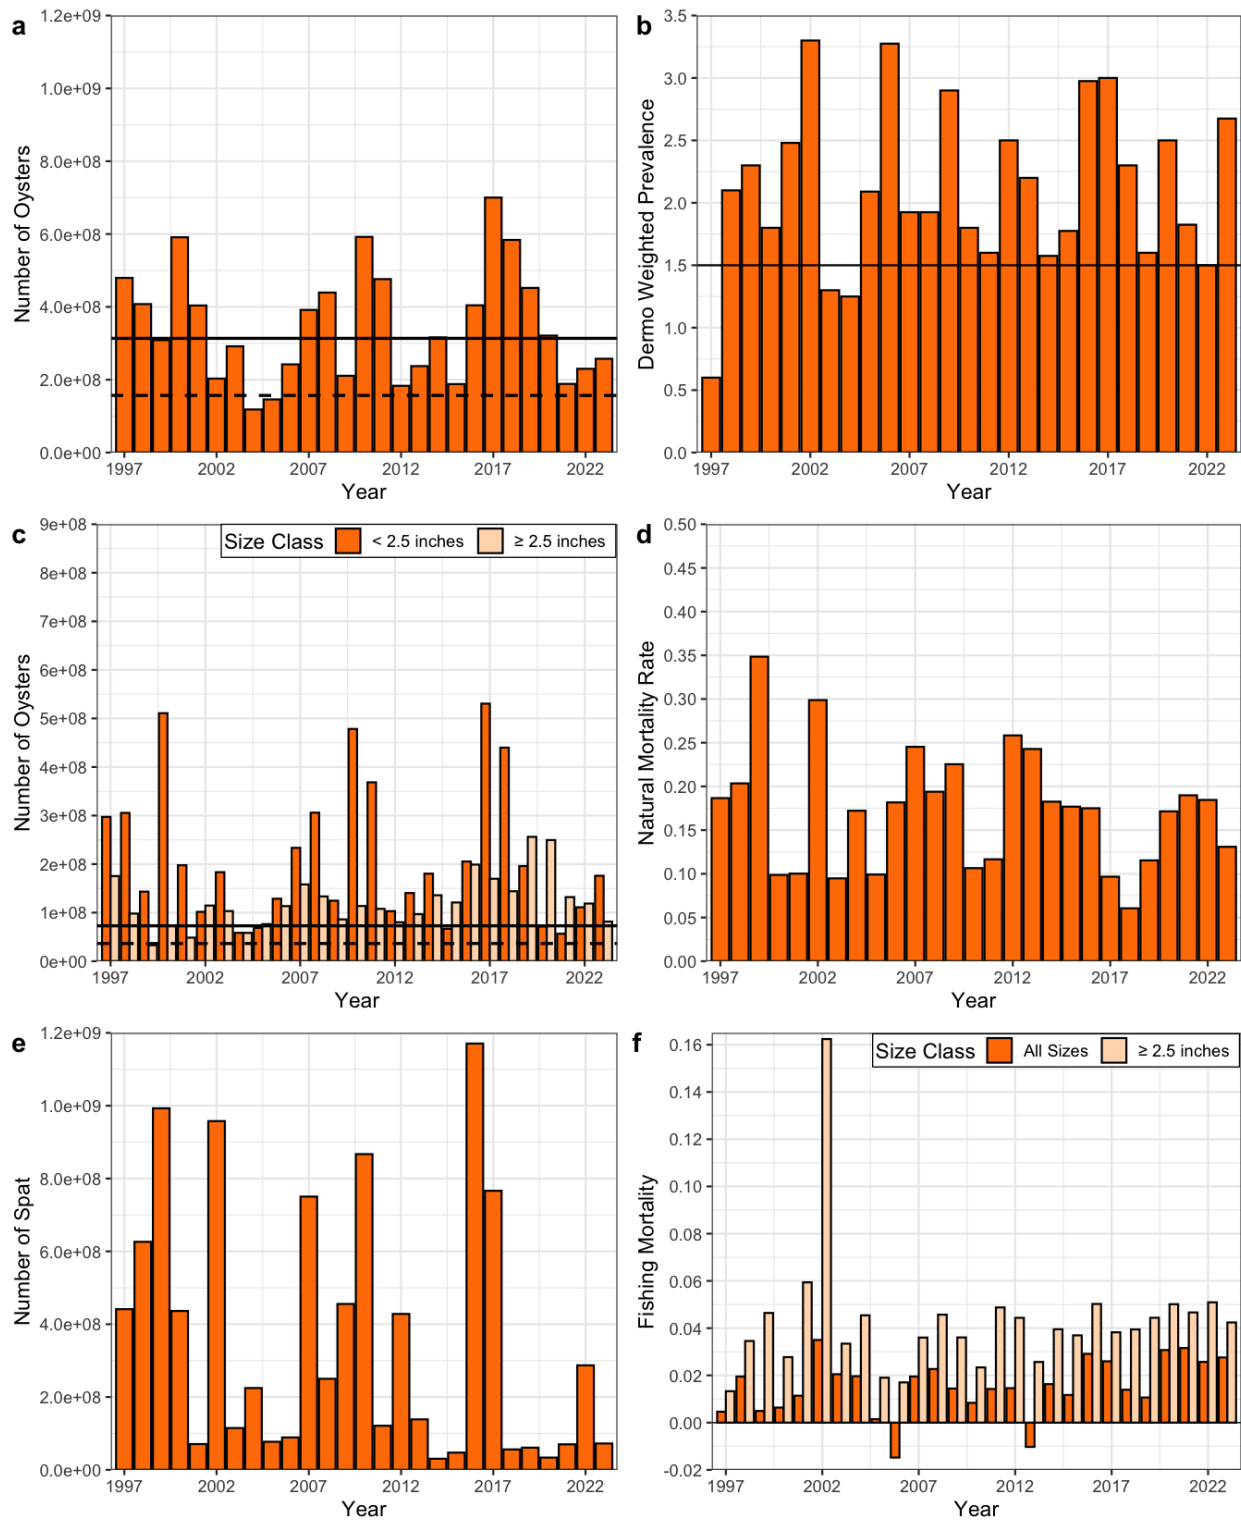 a
1.2e+09
1.0e+09
8.0e+08
6.0e+08
4.0e+08
2.0e+08
0.0e+00
Number of Oysters
1997 2002 2007 2012 2017 2022
Year
b
3.5
3.0
2.5
2.0
1.5
1.0
0.5
0.0
Dermo Weighted Prevalence
1997 2002 2007 2012 2017 2022
Year
c
Size Class < 2.5 inches ≥ 2.5 inches
9e+08
8e+08
7e+08
6e+08
5e+08
4e+08
3e+08
2e+08
1e+08
0e+00
Number of Oysters
1997 2002 2007 2012 2017 2022
Year
d
0.50
0.45
0.40
0.35
0.30
0.25
0.20
0.15
0.10
0.05
0.00
Natural Mortality Rate
1997 2002 2007 2012 2017 2022
Year
e
1.2e+09
1.0e+09
8.0e+08
6.0e+08
4.0e+08
2.0e+08
0.0e+00
Number of Spat
1997 2002 2007 2012 2017 2022
Year
f
Size Class All Sizes ≥ 2.5 inches
0.16
0.14
0.12
0.10
0.08
0.06
0.04
0.02
0.00
-0.02
Fishing Mortality
1997 2002 2007 2012 2017 2022
Year